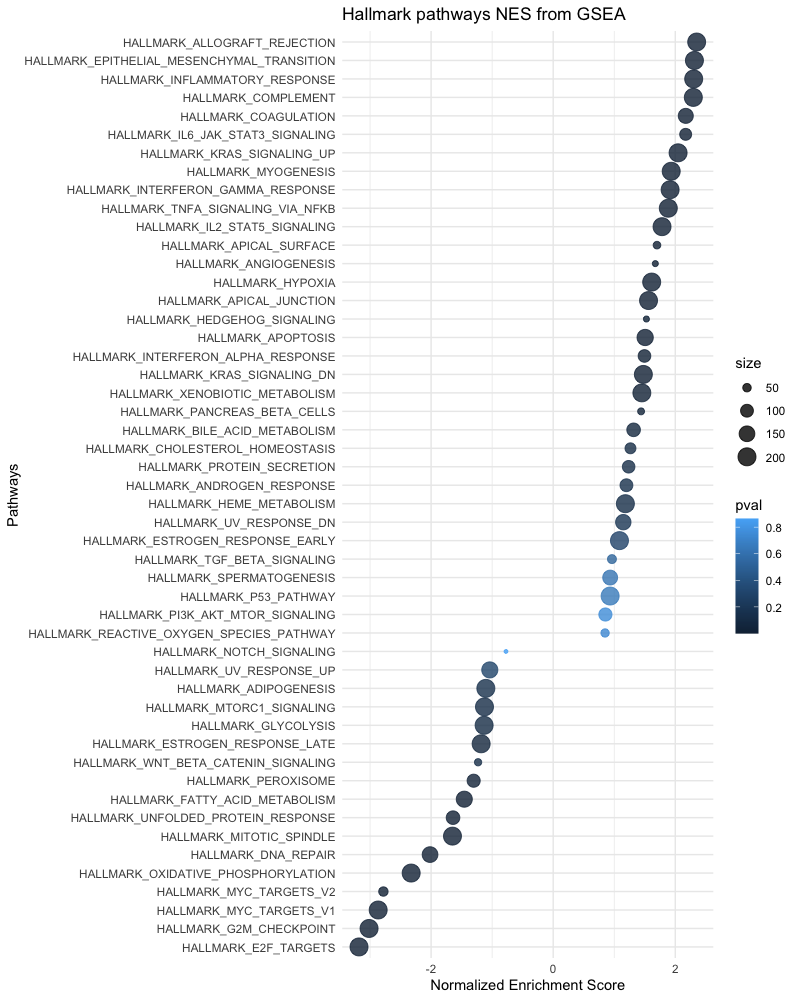 Hallmark pathways NES from GSEA
HALLMARK_ALLOGRAFT_REJECTION
HALLMARK_EPITHELIAL_MESENCHYMAL_TRANSITION
HALLMARK_INFLAMMATORY_RESPONSE
HALLMARK_COMPLEMENT
HALLMARK_COAGULATION
HALLMARK_IL6_JAK_STAT3_SIGNALING
HALLMARK_KRAS_SIGNALING_UP
HALLMARK_MYOGENESIS
HALLMARK_INTERFERON_GAMMA_RESPONSE
HALLMARK_TNFA_SIGNALING_VIA_NFKB
HALLMARK_IL2_STAT5_SIGNALING
HALLMARK_APICAL_SURFACE
HALLMARK_ANGIOGENESIS
HALLMARK_HYPOXIA
HALLMARK_APICAL_JUNCTION
HALLMARK_HEDGEHOG_SIGNALING
HALLMARK_APOPTOSIS
HALLMARK_INTERFERON_ALPHA_RESPONSE
HALLMARK_KRAS_SIGNALING_DN
HALLMARK_XENOBIOTIC_METABOLISM
HALLMARK_PANCREAS_BETA_CELLS
HALLMARK_BILE_ACID_METABOLISM
HALLMARK_CHOLESTEROL_HOMEOSTASIS
HALLMARK_PROTEIN_SECRETION
HALLMARK_ANDROGEN_RESPONSE
HALLMARK_HEME_METABOLISM
HALLMARK_UV_RESPONSE_DN
HALLMARK_ESTROGEN_RESPONSE_EARLY
HALLMARK_TGF_BETA_SIGNALING
HALLMARK_SPERMATOGENESIS
HALLMARK_P53_PATHWAY
HALLMARK_PI3K_AKT_MTOR_SIGNALING
HALLMARK_REACTIVE_OXYGEN_SPECIES_PATHWAY
HALLMARK_NOTCH_SIGNALING
HALLMARK_UV_RESPONSE_UP
HALLMARK_ADIPOGENESIS
HALLMARK_MTORC1_SIGNALING
HALLMARK_GLYCOLYSIS
HALLMARK_ESTROGEN_RESPONSE_LATE
HALLMARK_WNT_BETA_CATENIN_SIGNALING
HALLMARK_PEROXISOME
HALLMARK_FATTY_ACID_METABOLISM
HALLMARK_UNFOLDED_PROTEIN_RESPONSE
HALLMARK_MITOTIC_SPINDLE
HALLMARK_DNA_REPAIR
HALLMARK_OXIDATIVE_PHOSPHORYLATION
HALLMARK_MYC_TARGETS_V2
HALLMARK_MYC_TARGETS_V1
HALLMARK_G2M_CHECKPOINT
HALLMARK_E2F_TARGETS
Pathways
-2 0 2
Normalized Enrichment Score
size
50
100
150
200
pval
0.8
0.6
0.4
0.2